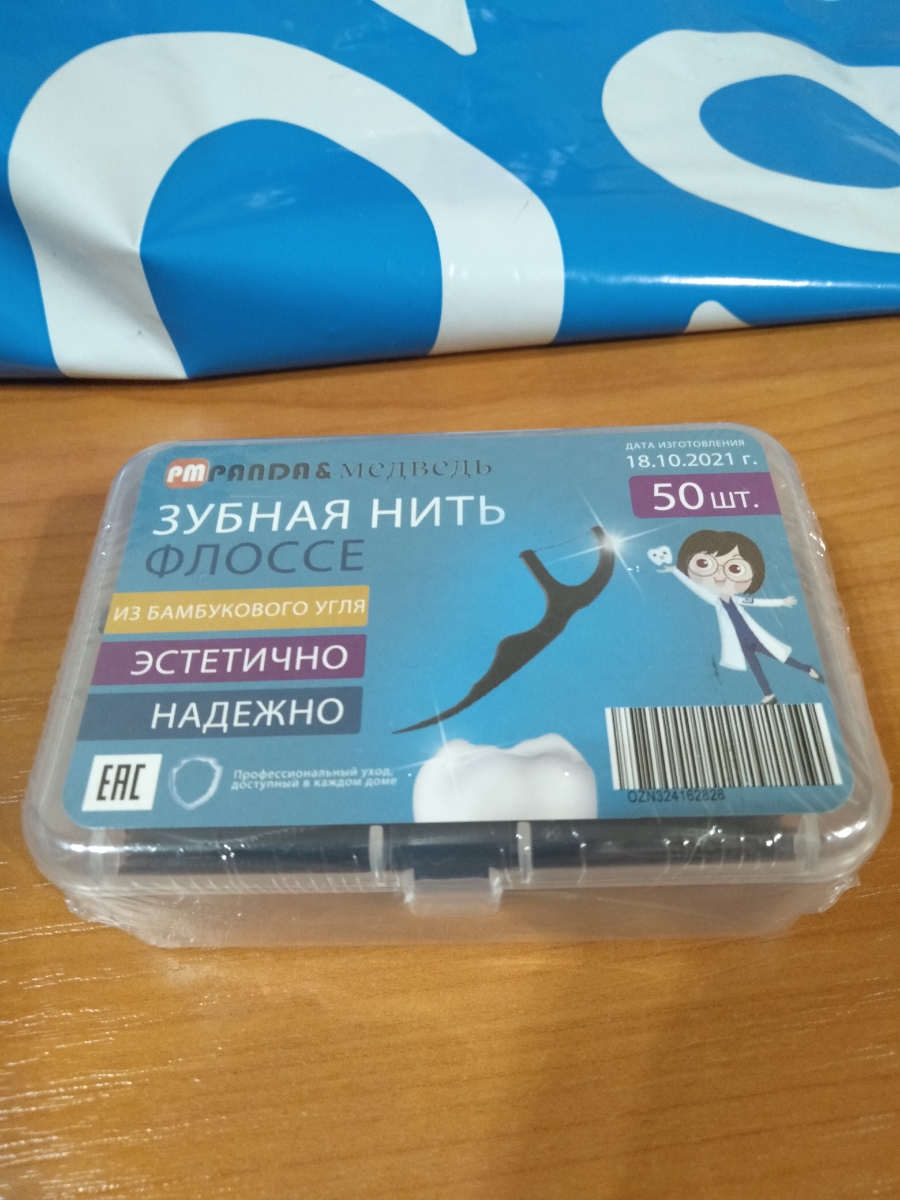 PM PANDA & МЕДВЕДЬ
ДАТА ИЗГОТОВЛЕНИЯ
18.10.2021 г.
50 шт.
ЗУБНАЯ НИТЬ
ФЛОССЕ
ИЗ БАМБУКОВОГО УГЛЯ
ЭСТЕТИЧНО
НАДЕЖНО
EAC
Профессиональный уход,
доступный в каждом доме
OZN324162828